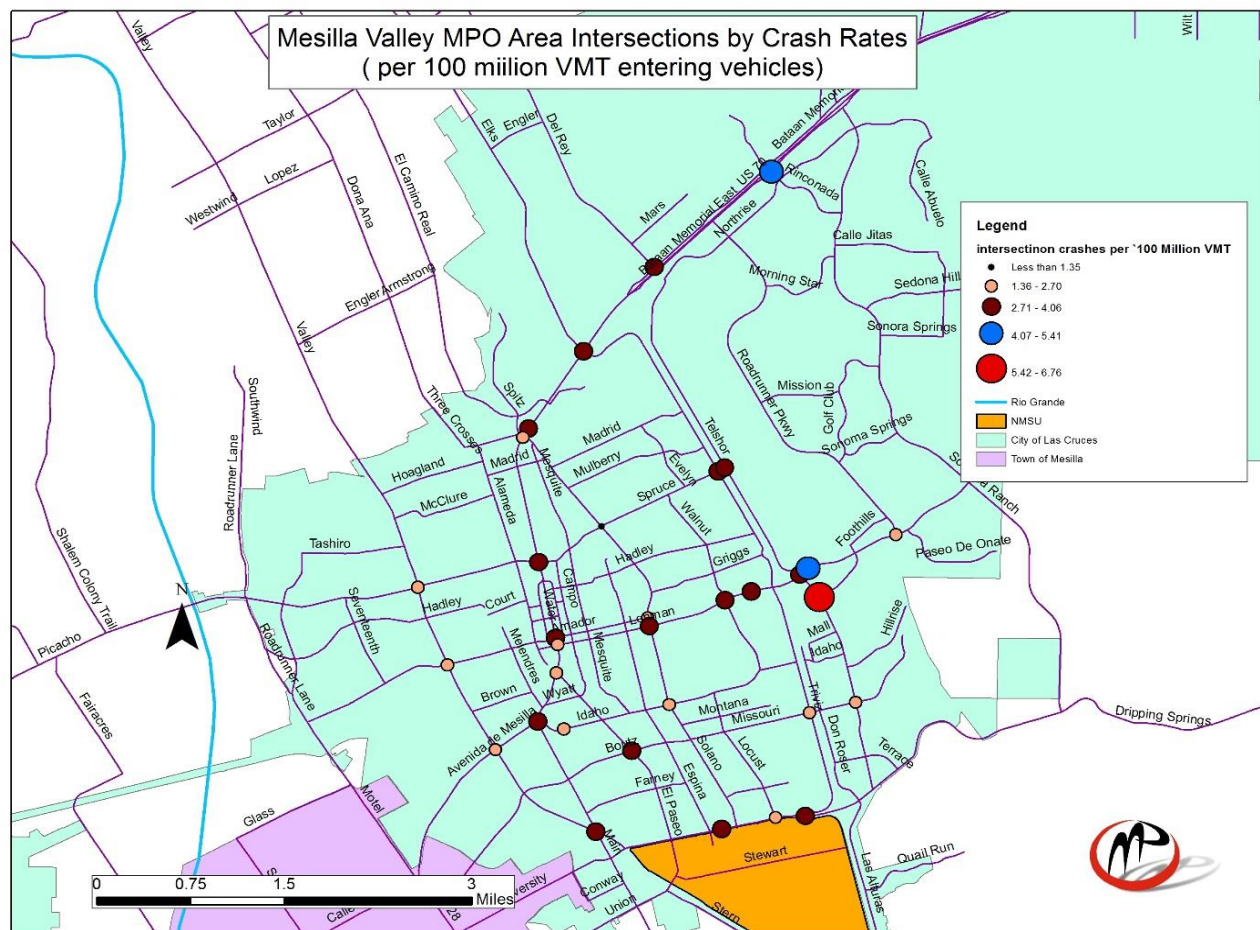 Mesilla Valley MPO Area Intersections by Crash Rates
( per 100 miilion VMT entering vehicles)
Valley
Wilt
Taylor
Elks
Engler
Del Rey
Bataan Memorial
Lopez
Westwind
Dona Ana
El Camino Real
Bataan Memorial East US 70
Rinconada
Calle Abuelo
Mars
Northrise
Legend
intersectinon crashes per `100 Million VMT
Less than 1.35
1.36 - 2.70
2.71 - 4.06
4.07 - 5.41
5.42 - 6.76
Rio Grande
NMSU
City of Las Cruces
Town of Mesilla
Calle Jitas
Morning Star
Sedona Hill
Engler Armstrong
Valley
Sonora Springs
Roadrunner Pkwy
Mission
Golf Club
Sonoma Springs
Southwind
Roadrunner Lane
Spitz
Three Crosses
Telshor
Hoagland
Madrid
Madrid
Mesquite
Mulberry
Evelyn
McClure
Alameda
Spruce
Walnut
Ranch
Foothills
Paseo De Onate
Shalem Colony Trail
Tashiro
Hadley
Griggs
N
Seventeenth
Hadley
Court
Campo
Water
Amador
Lohman
Picacho
Roadrunner Lane
Melendres
Mesquite
Mall
Idaho
Hillrise
Fairacres
Brown
Wyatt
Idaho
Montana
Missouri
Triviz
Don Roser
Dripping Springs
Avenida de Mesilla
Boutz
Solano
Locust
Terrace
Espina
Farney
El Paseo
Glass
Motel
Main
Stewart
Quail Run
Las Alturas
0 0.75 1.5 3
Miles
Calle
28
Conway
Union
Stern
MP